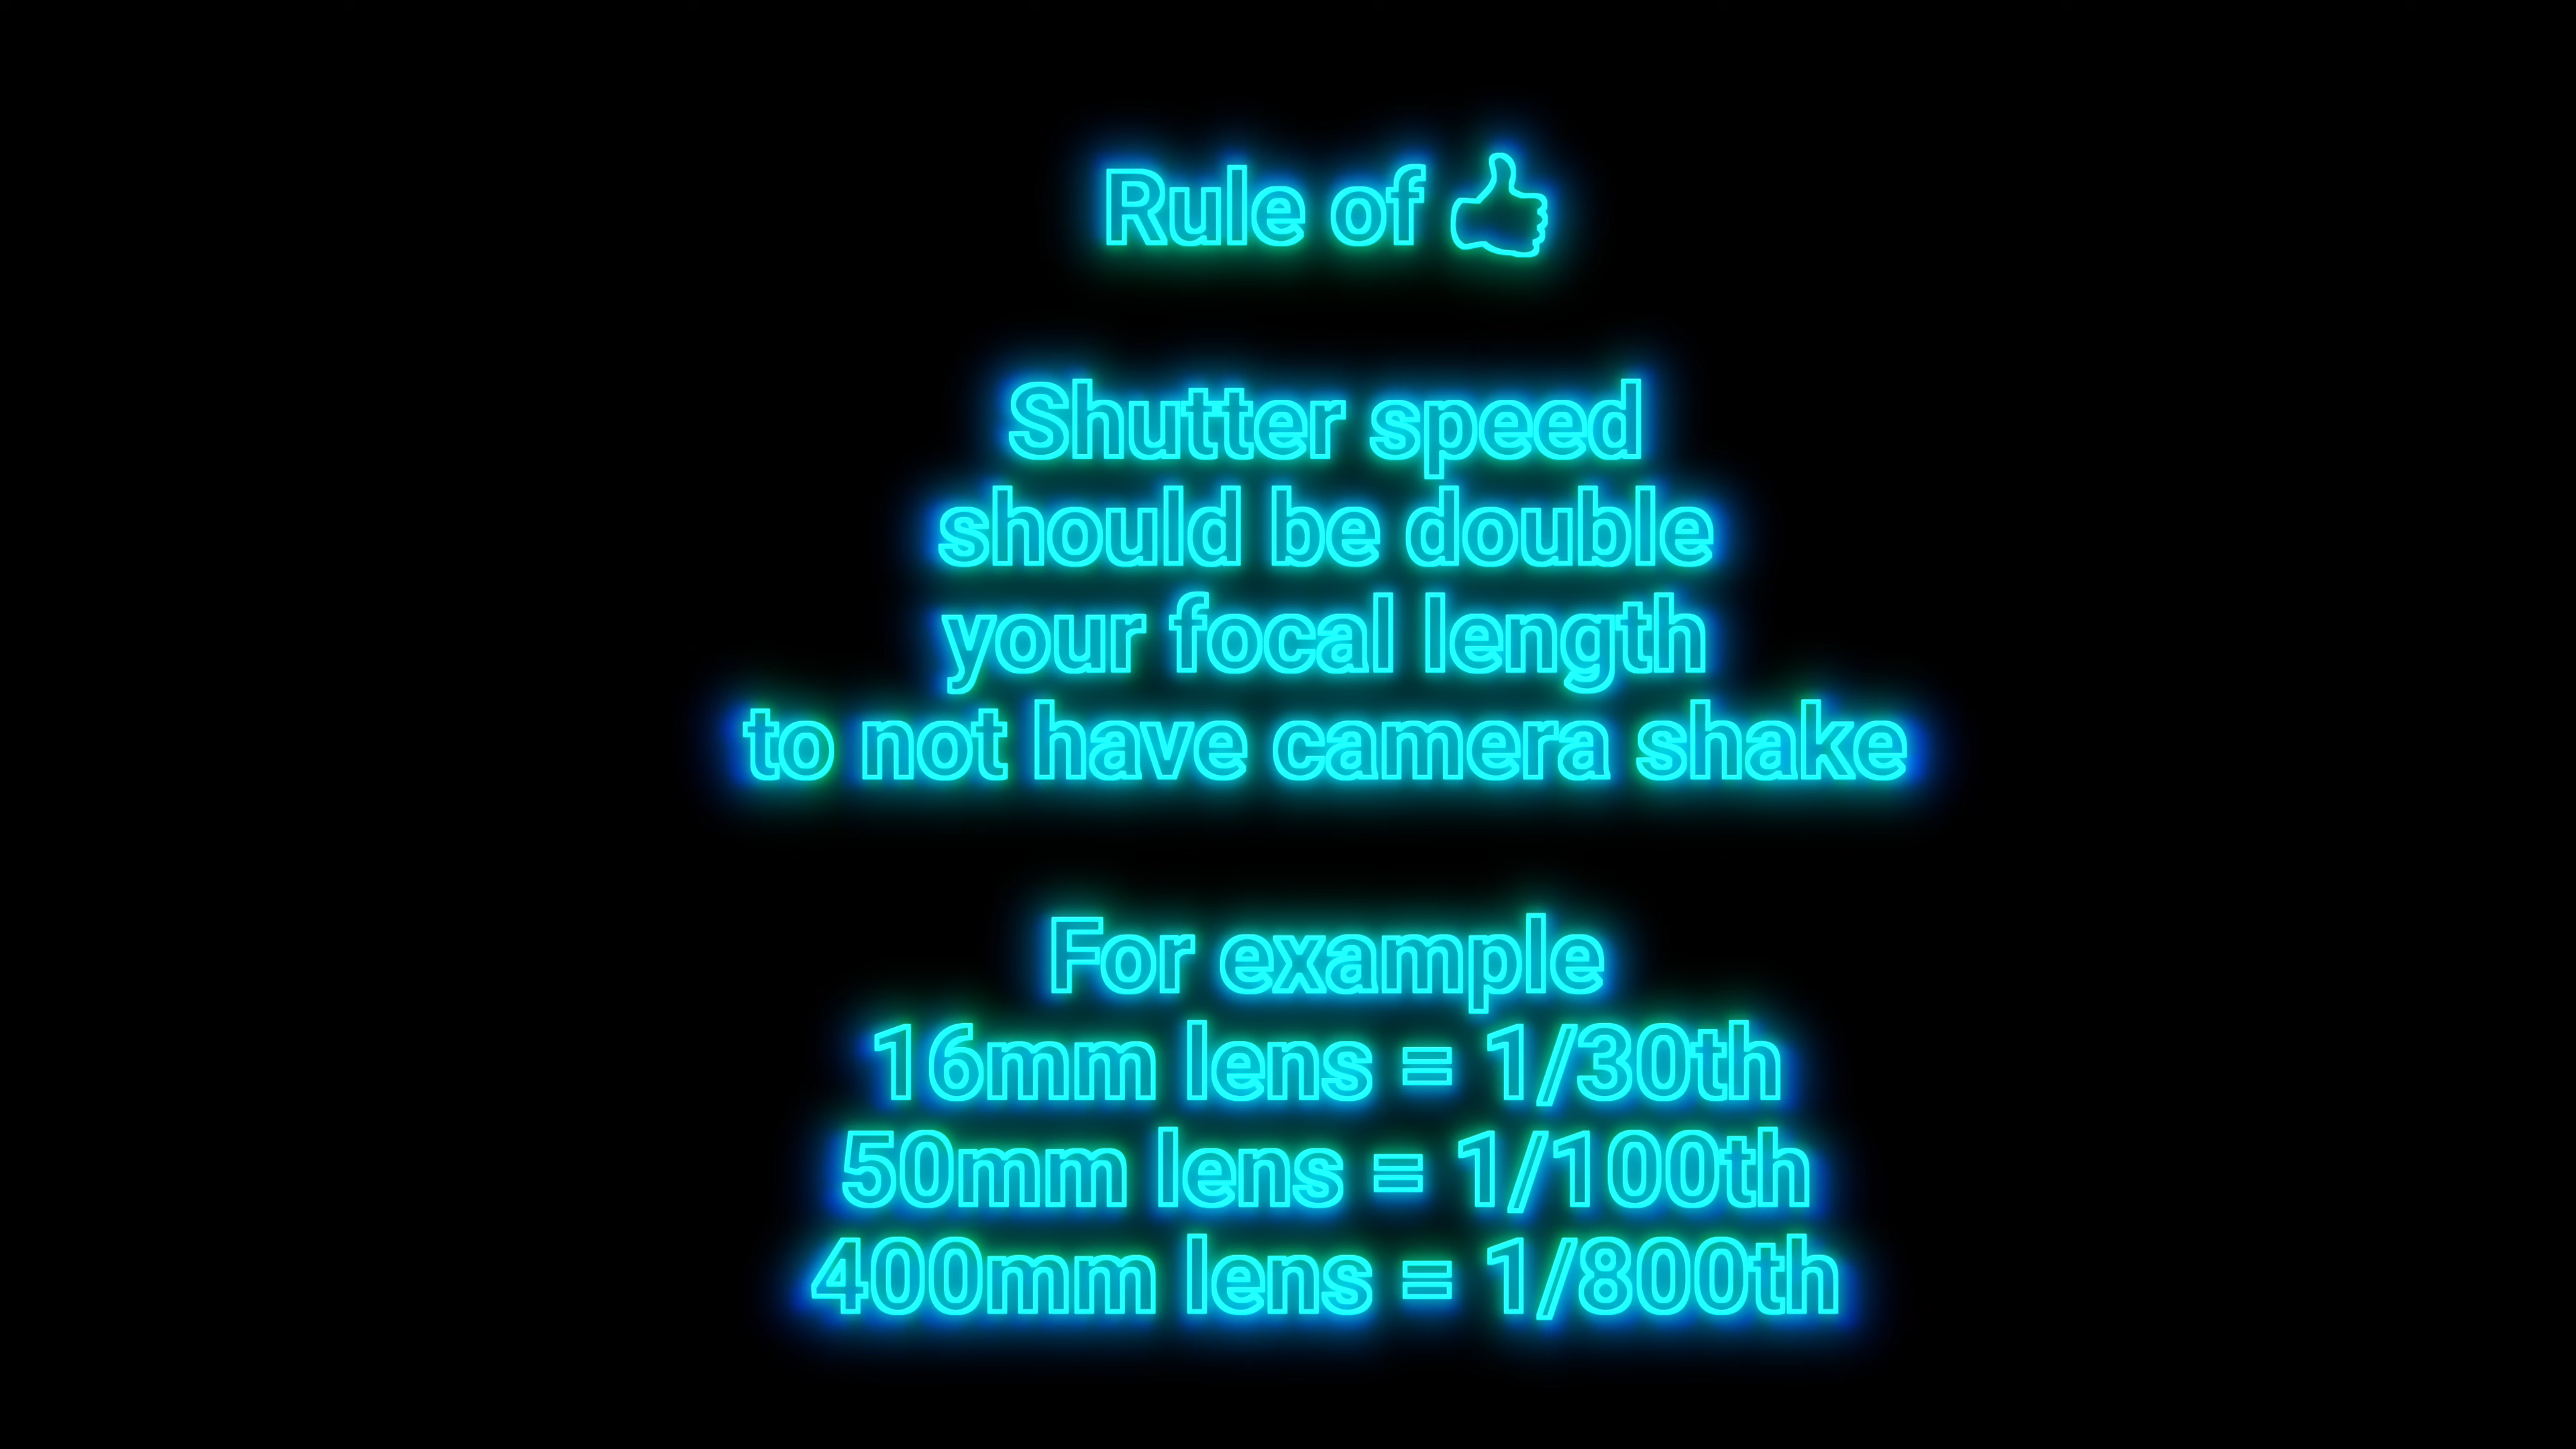 Rule of 👍
Shutter speed
should be double
your focal length
to not have camera shake
For example
16mm lens = 1/30th
50mm lens = 1/100th
400mm lens = 1/800th